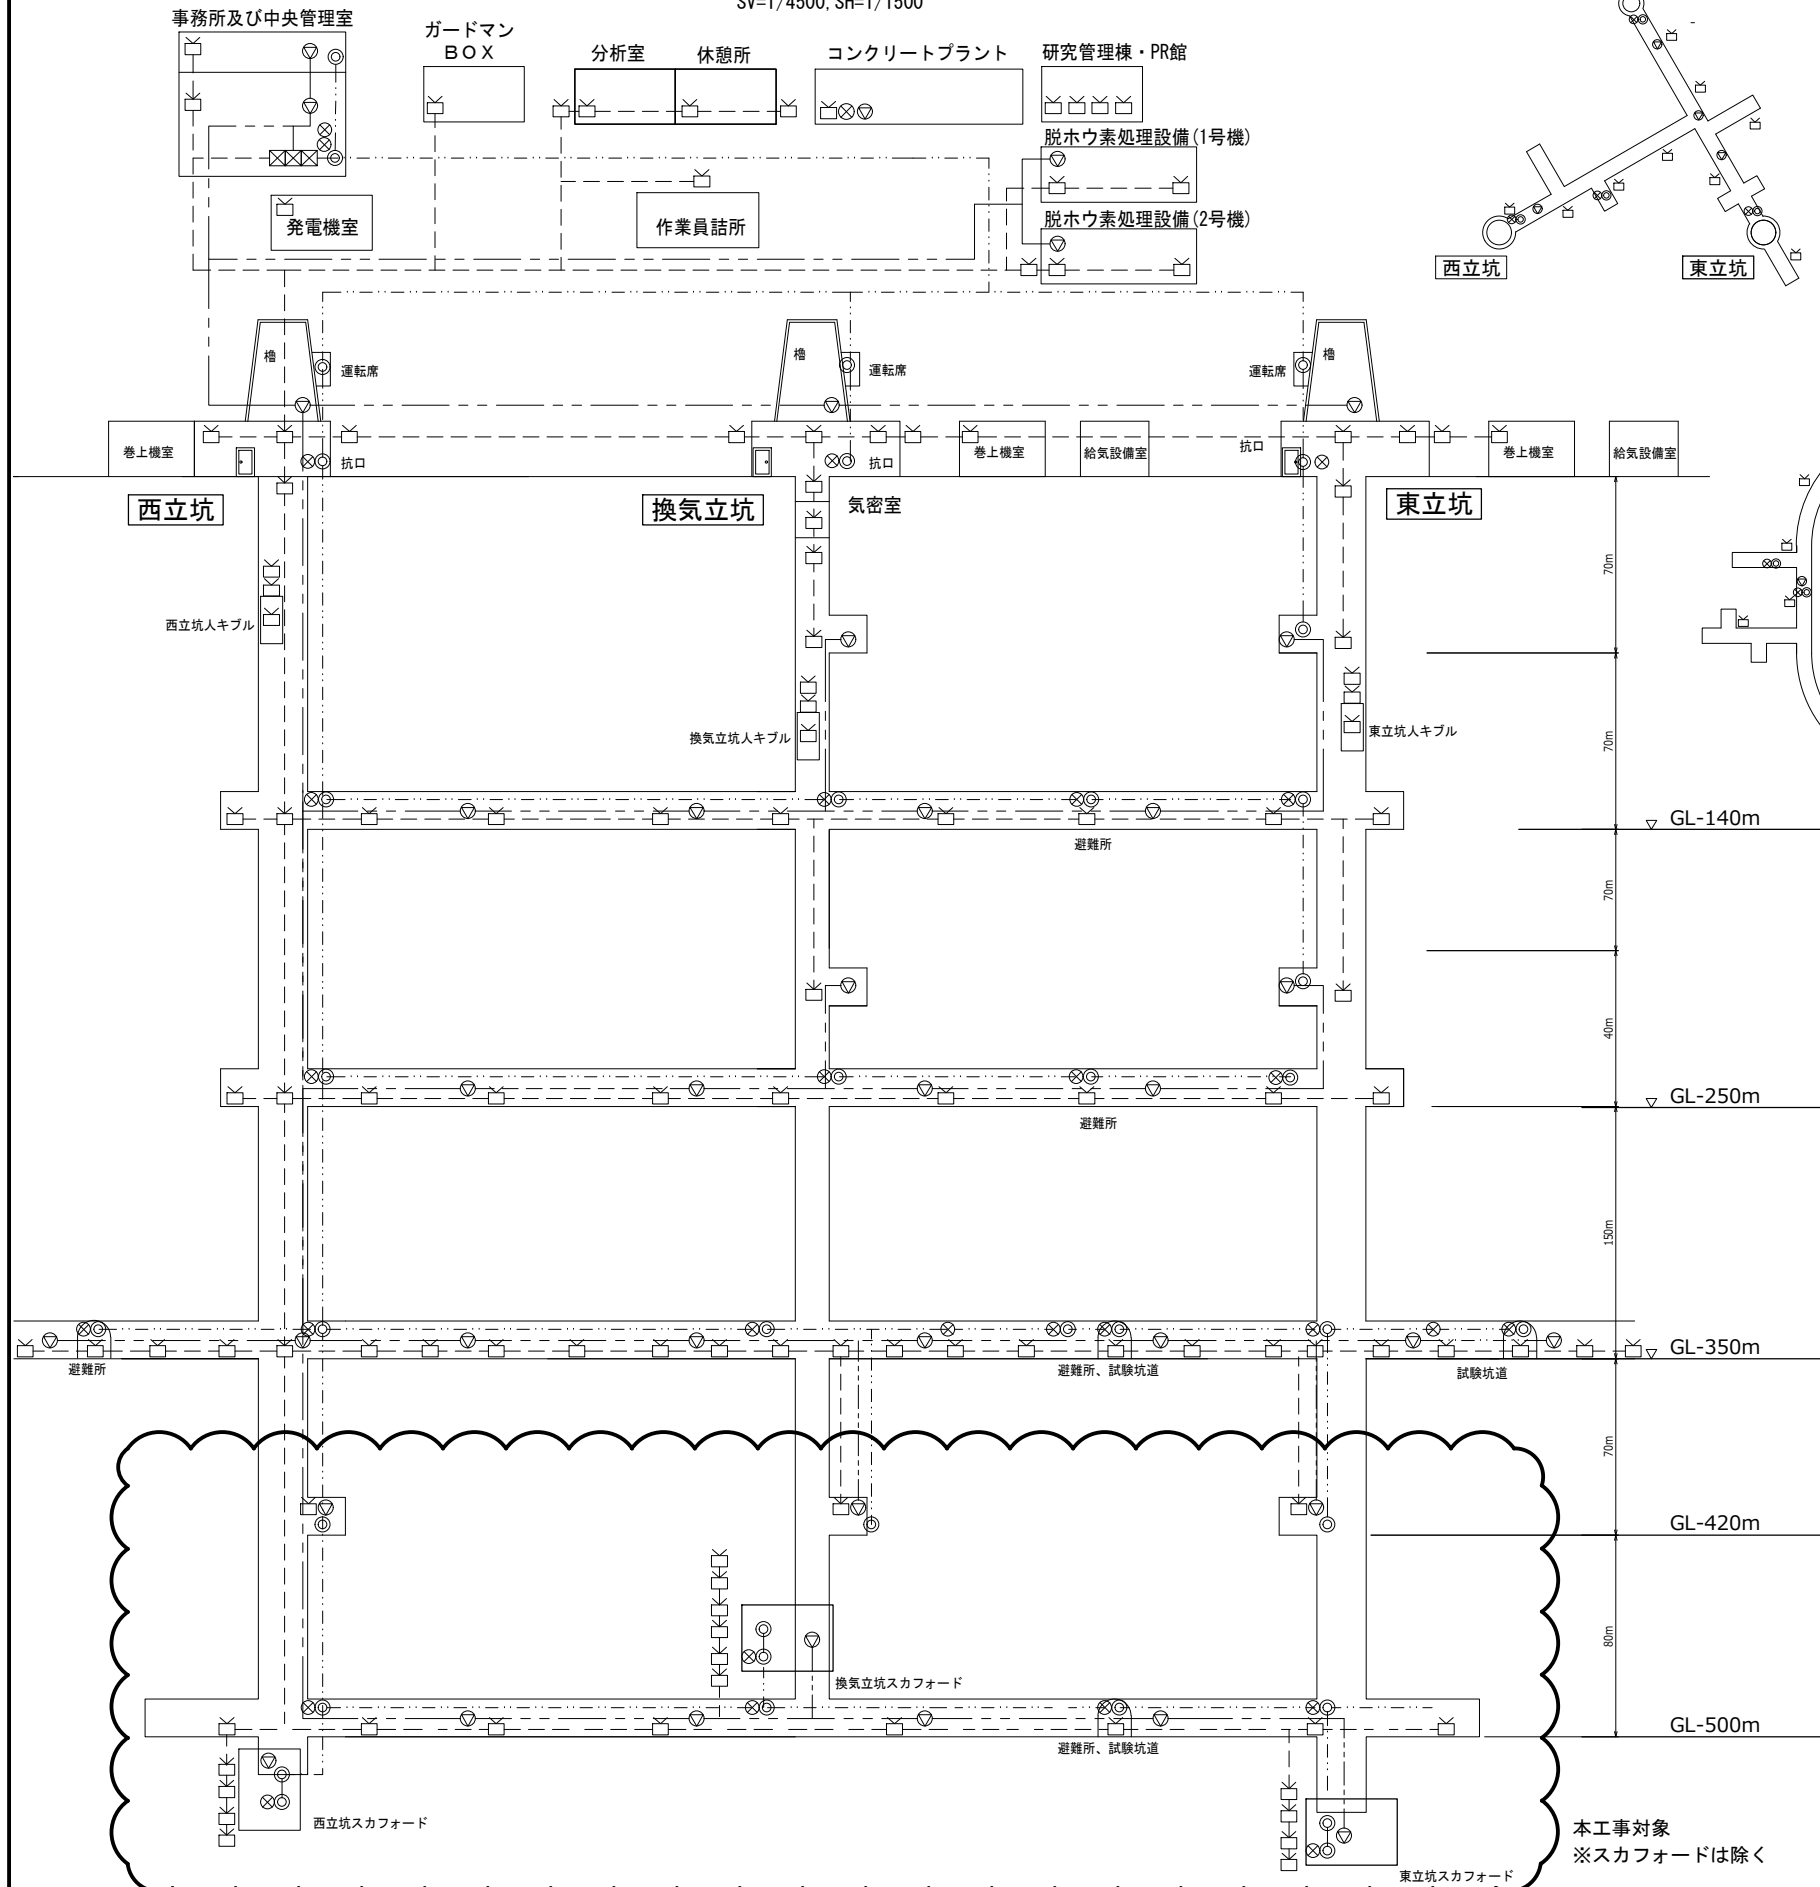 SV=1/4500, SH=1/1500
事務所及び中央管理室
ガードマン
ＢＯＸ
分析室
休憩所
コンクリートプラント
研究管理棟・PR館
脱ホウ素処理設備(1号機)
発電機室
作業員詰所
脱ホウ素処理設備(2号機)
西立坑
東立坑
櫓
運転席
櫓
運転席
運転席
櫓
巻上機室
抗口
抗口
巻上機室
給気設備室
抗口
巻上機室
給気設備室
西立坑
換気立坑
気密室
東立坑
70m
西立坑人キブル
換気立坑人キブル
東立坑人キブル
70m
GL-140m
避難所
70m
40m
GL-250m
避難所
150m
GL-350m
避難所
避難所、試験坑道
試験坑道
70m
GL-420m
80m
換気立坑スカフォード
GL-500m
避難所、試験坑道
西立坑スカフォード
本工事対象
※スカフォードは除く
東立坑スカフォード